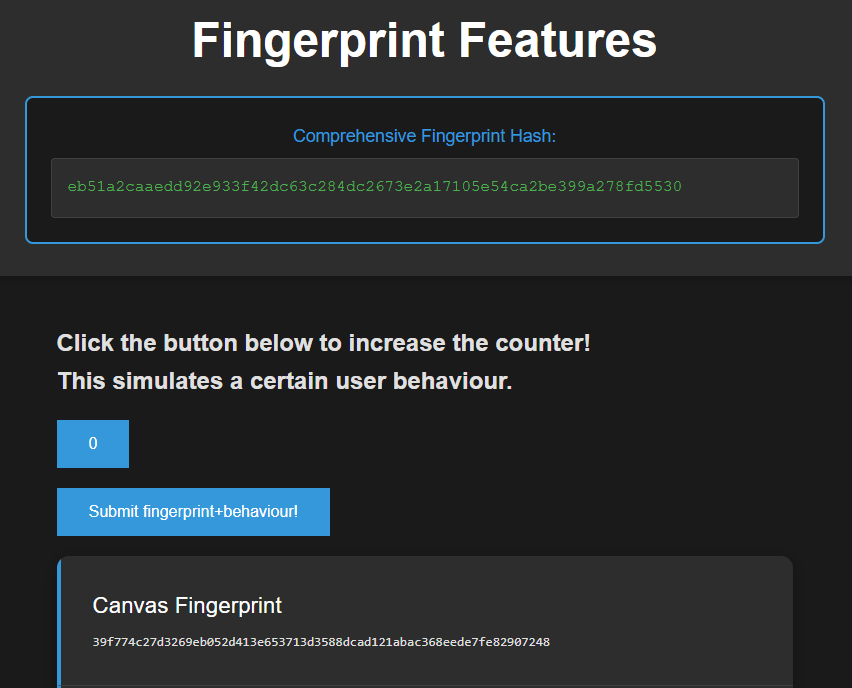 Fingerprint Features
Comprehensive Fingerprint Hash:
eb51a2caaedd92e933f42dc63c284dc2673e2a17105e54ca2be399a278fd5530
Click the button below to increase the counter!
This simulates a certain user behaviour.
0
Submit fingerprint+behaviour!
Canvas Fingerprint
39f774c27d3269eb052d413e653713d3588dcad121abac368eede7fe82907248